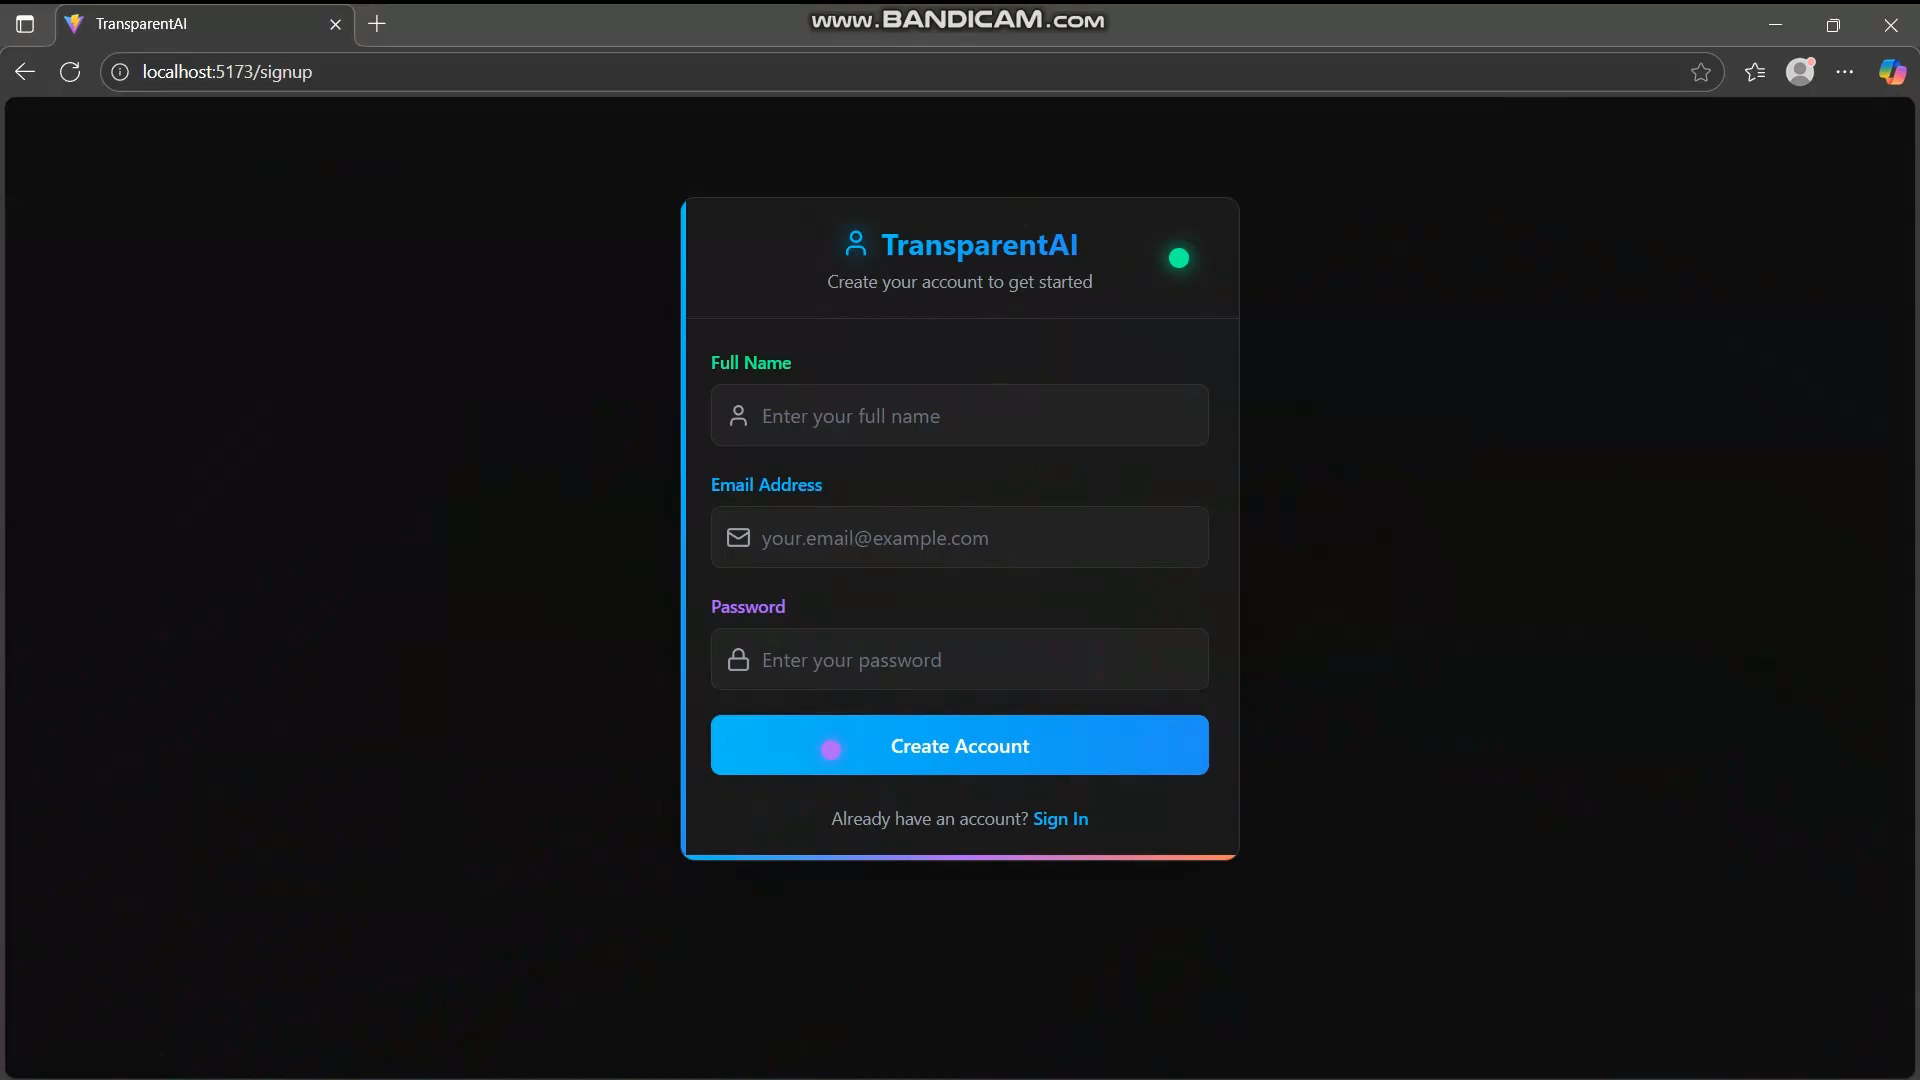 TransparentAI
www.BANDICAM.com
localhost:5173/signup
TransparentAI
Create your account to get started
Full Name
Enter your full name
Email Address
your.email@example.com
Password
Enter your password
Create Account
Already have an account? Sign In